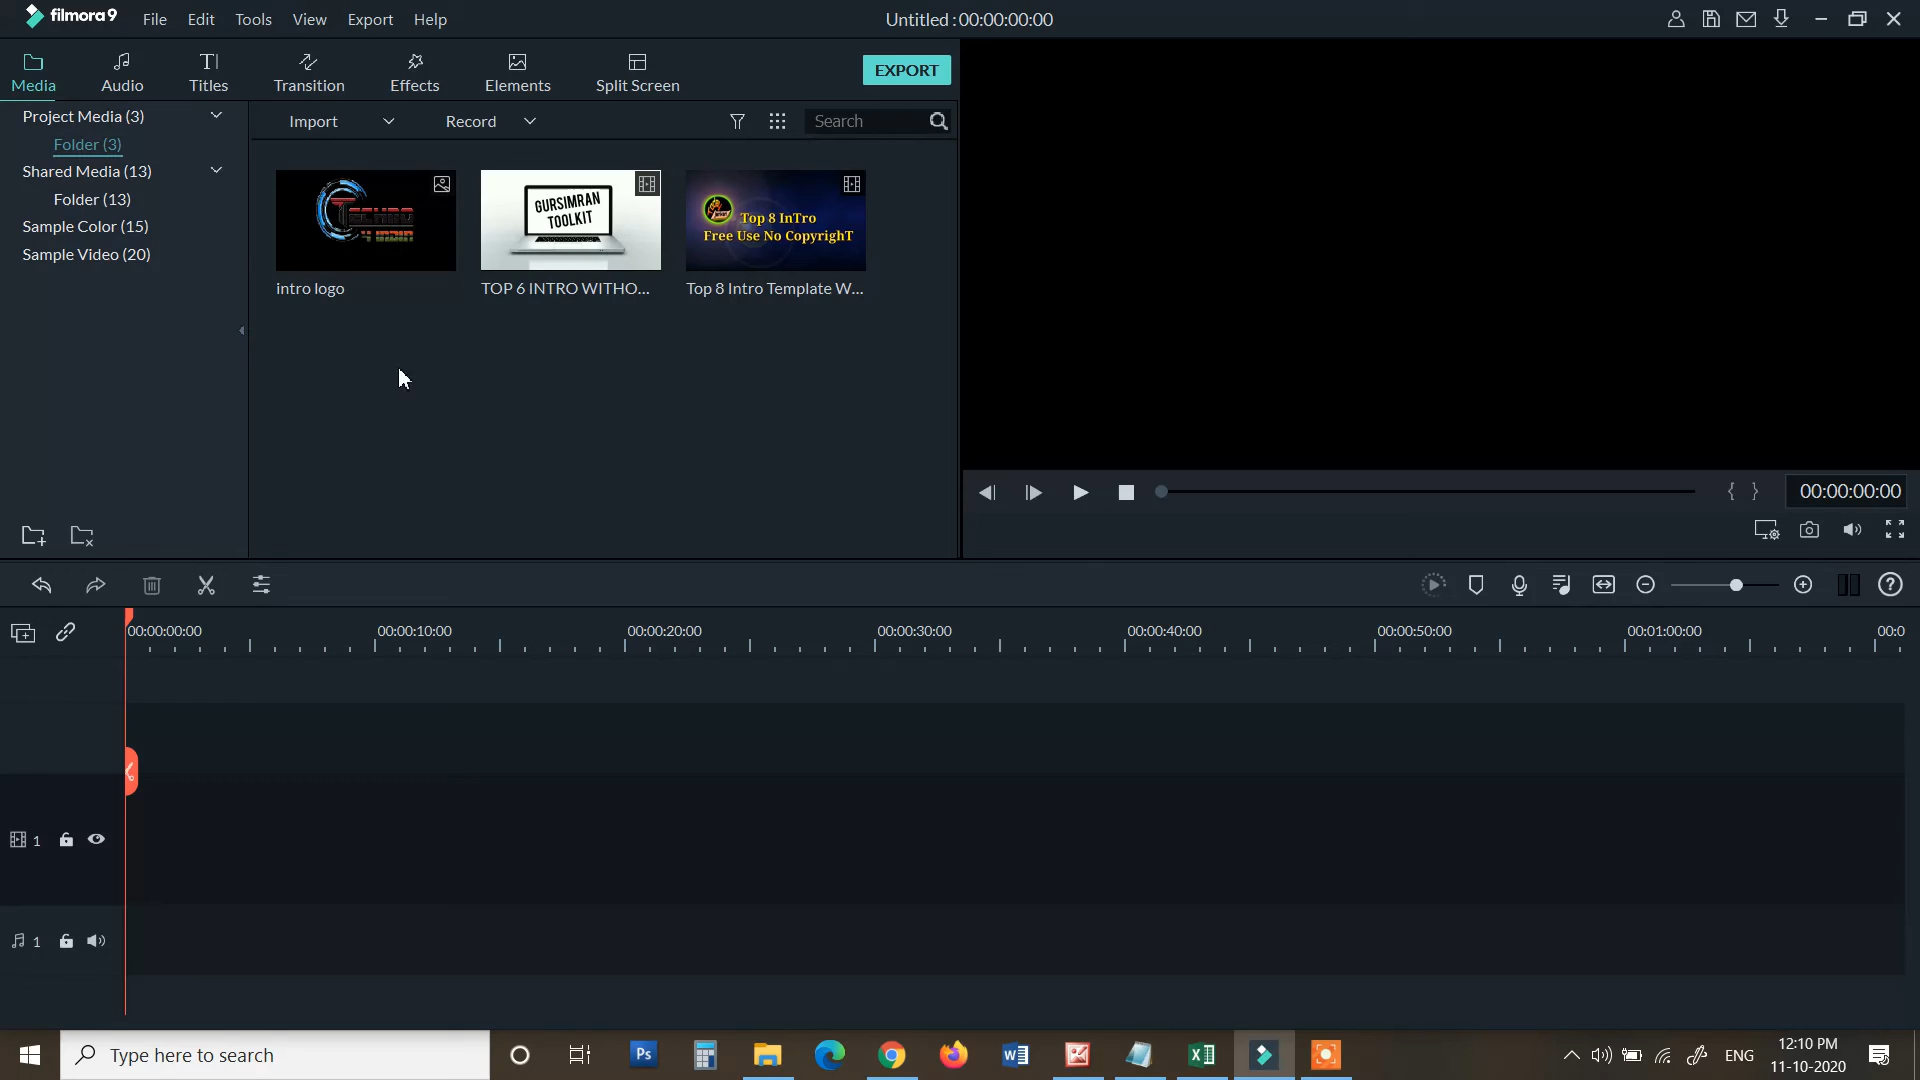 filmora9 File Edit Tools View Export Help
Untitled : 00:00:00:00
Media Audio Titles Transition Effects Elements Split Screen
EXPORT
Project Media (3)
Folder (3)
Shared Media (13)
Folder (13)
Sample Color (15)
Sample Video (20)
Import Record Search
GURSIMRAN
TOOLKIT
Top 8 InTro
Free Use No CopyrighT
intro logo TOP 6 INTRO WITHO... Top 8 Intro Template W...
{ } 00:00:00:00
00:00:00:00 00:00:10:00 00:00:20:00 00:00:30:00 00:00:40:00 00:00:50:00 00:01:00:00 00:0
1
1
Type here to search
Ps
ENG
12:10 PM
11-10-2020